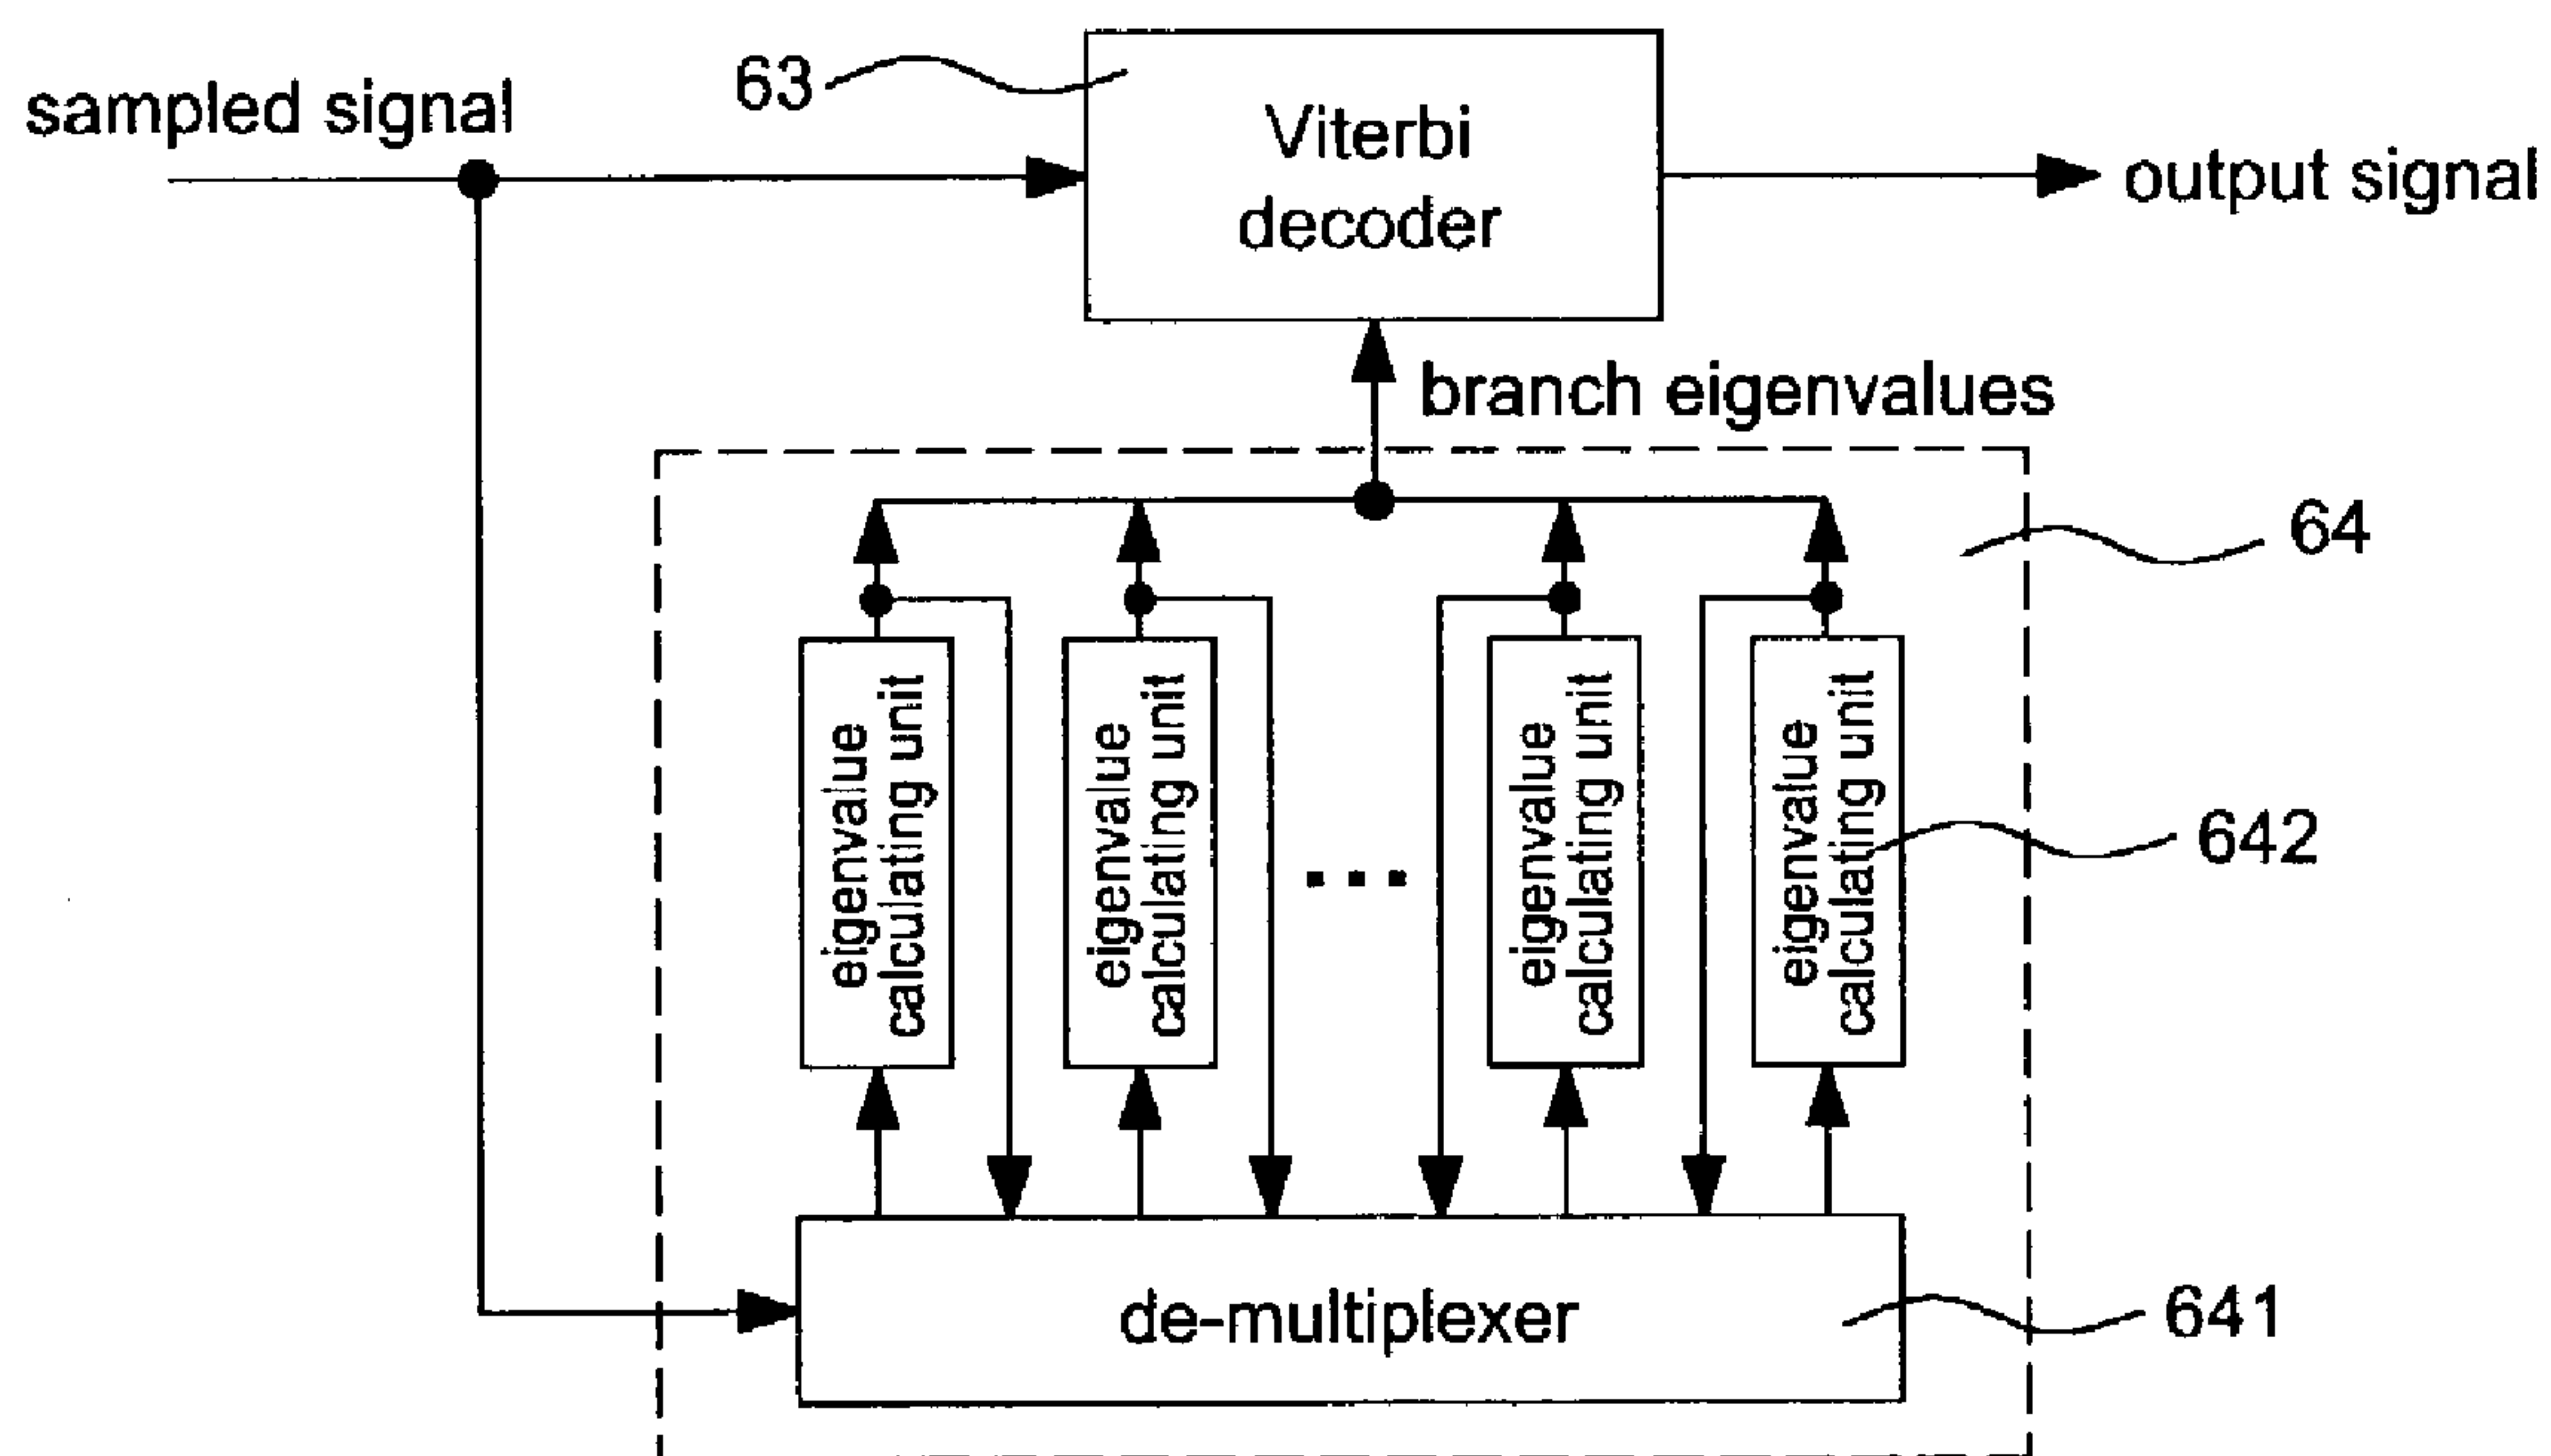 sampled signal
63
Viterbi
decoder
output signal
branch eigenvalues
64
eigenvalue
calculating unit
eigenvalue
calculating unit
...
eigenvalue
calculating unit
eigenvalue
calculating unit
642
de-multiplexer
641